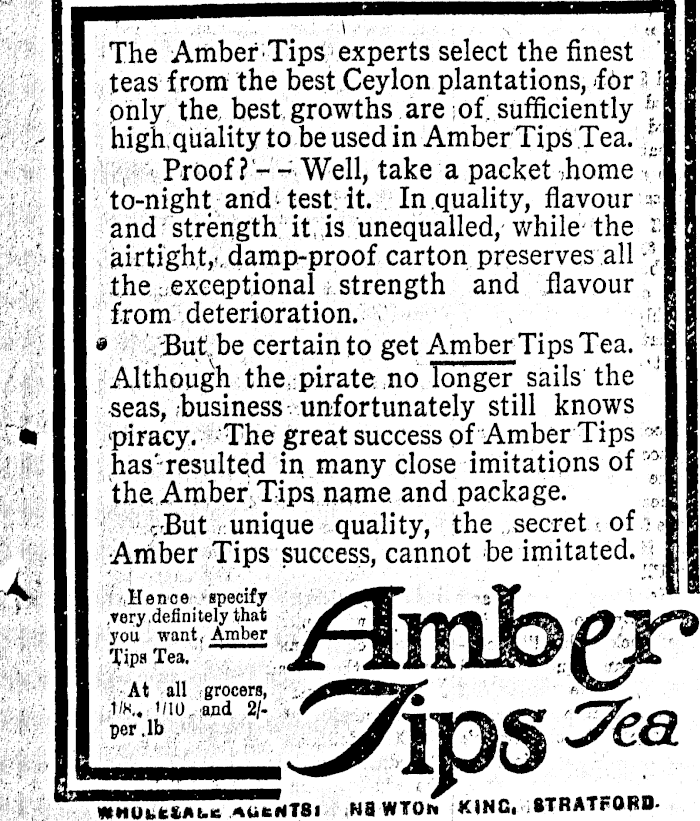 The Amber Tips experts select the finest
teas from the best Ceylon plantations, for
only the best growths are of sufficiently
high quality to be used in Amber Tips Tea.
Proof? - - Well, take a packet home
to-night and test it. In quality, flavour
and strength it is unequalled, while the
airtight, damp-proof carton preserves all
the exceptional strength and flavour
from deterioration.
But be certain to get Amber Tips Tea.
Although the pirate no longer sails the
seas, business unfortunately still knows
piracy. The great success of Amber Tips
has resulted in many close imitations of
the Amber Tips name and package.
But unique quality, the secret of
Amber Tips success, cannot be imitated.
Hence specify
very definitely that
you want Amber
Tips Tea.
At all grocers,
1/8., 1/10 and 2/-
per lb
Amber
Tips Tea
WHOLESALE AGENTS: NEWTON KING, STRATFORD.